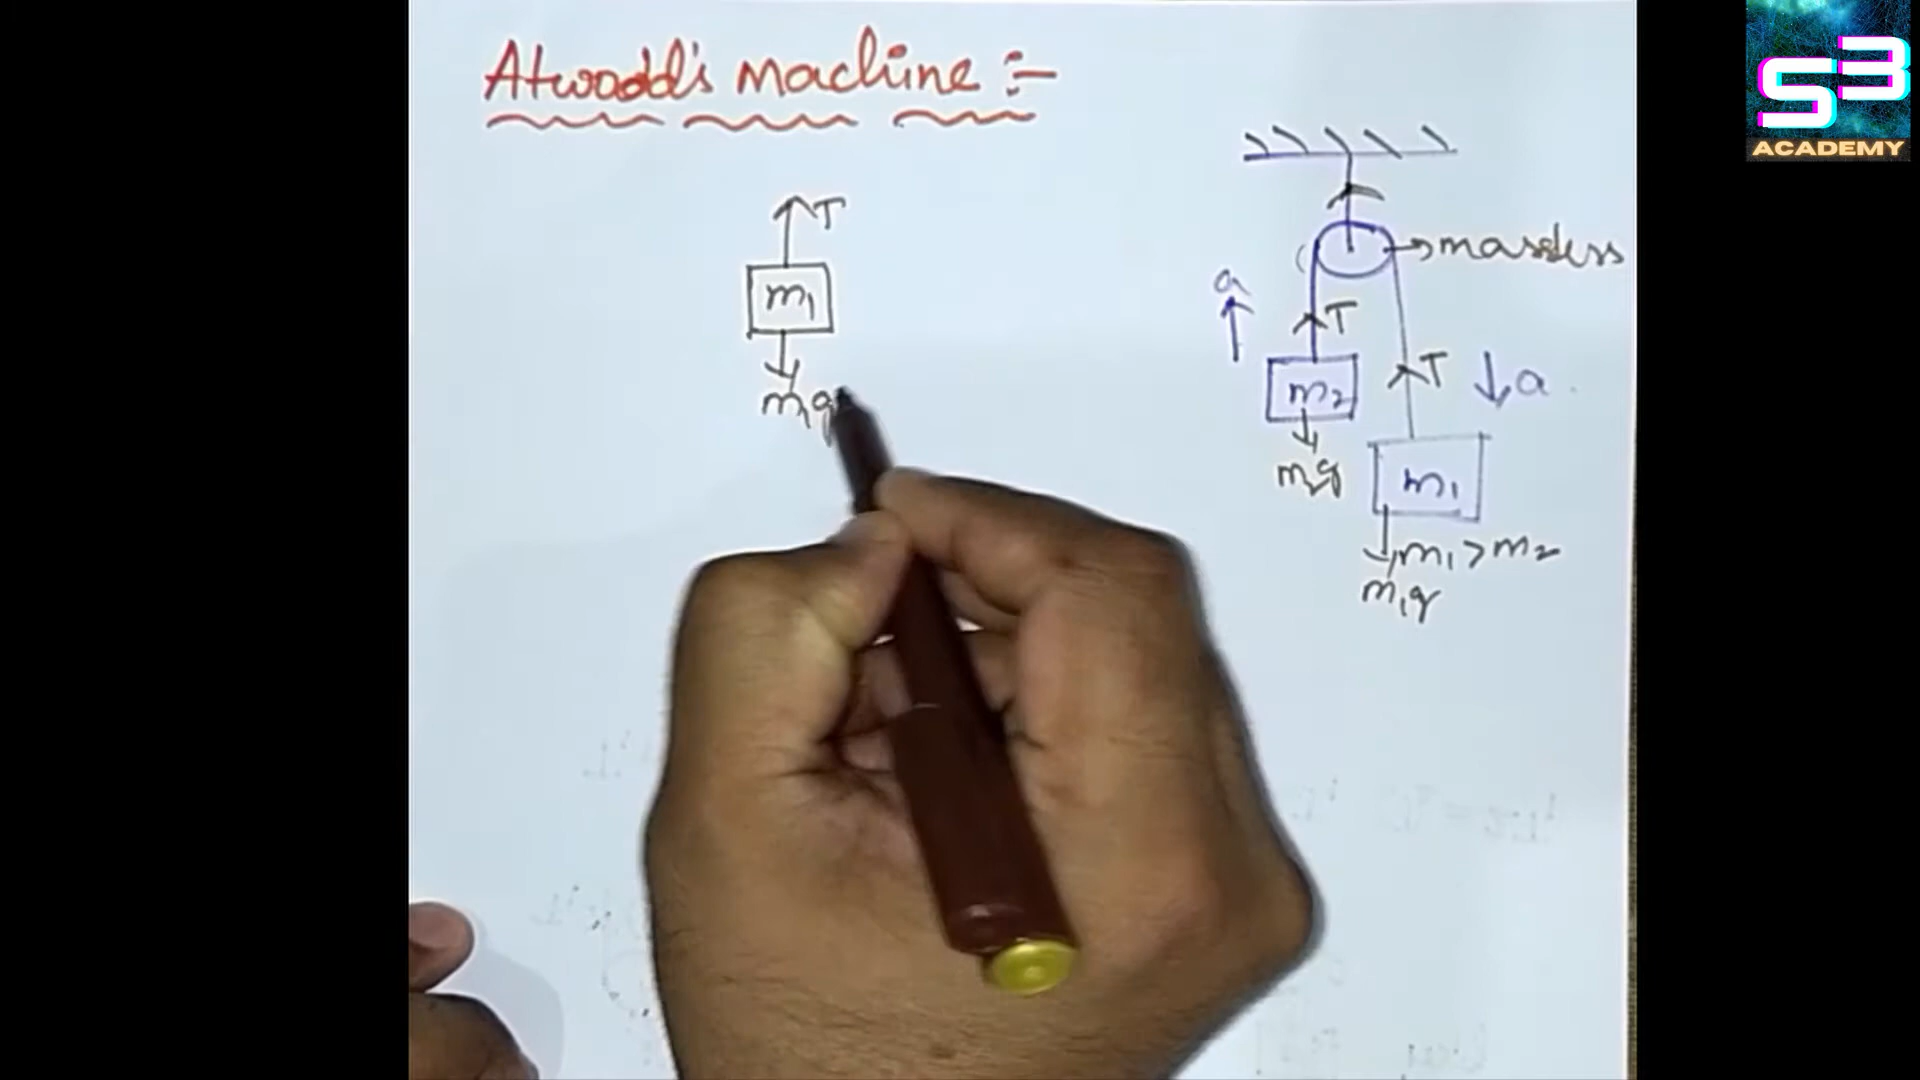 Atwood's machine :-
S3
ACADEMY
T
m1
m1g
massless
a
T
m2
m2g
T
a
m1
m1 > m2
m1g